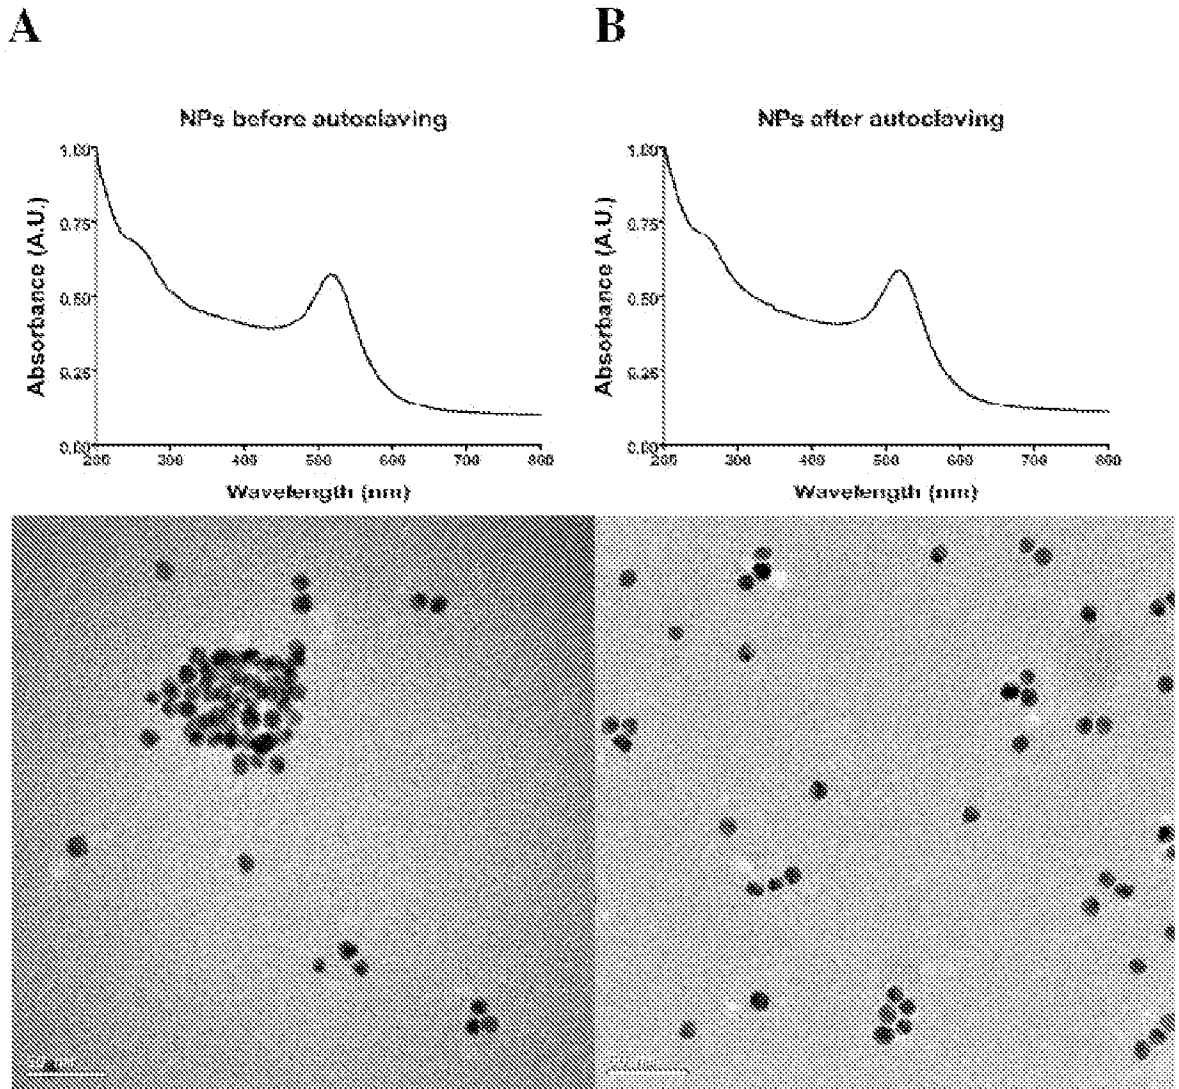 A
B
NPs before autoclaving
NPs after autoclaving
1.00
0.75
0.50
0.25
0.00
Absorbance (A.U.)
200 300 400 500 600 700 800
Wavelength (nm)
1.00
0.75
0.50
0.25
0.00
Absorbance (A.U.)
200 300 400 500 600 700 800
Wavelength (nm)